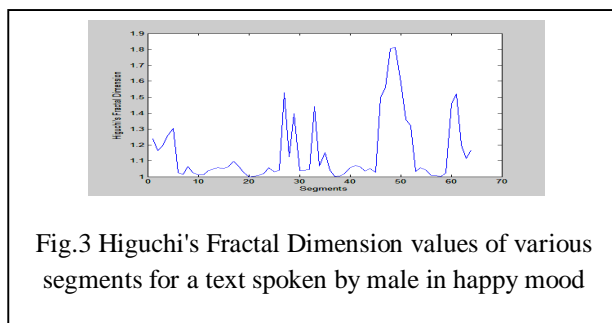 1.9
1.8
1.7
1.6
1.5
1.4
1.3
1.2
1.1
1
Higuchi's Fractal Dimension
0 10 20 30 40 50 60 70
Segments
Fig.3 Higuchi's Fractal Dimension values of various
segments for a text spoken by male in happy mood